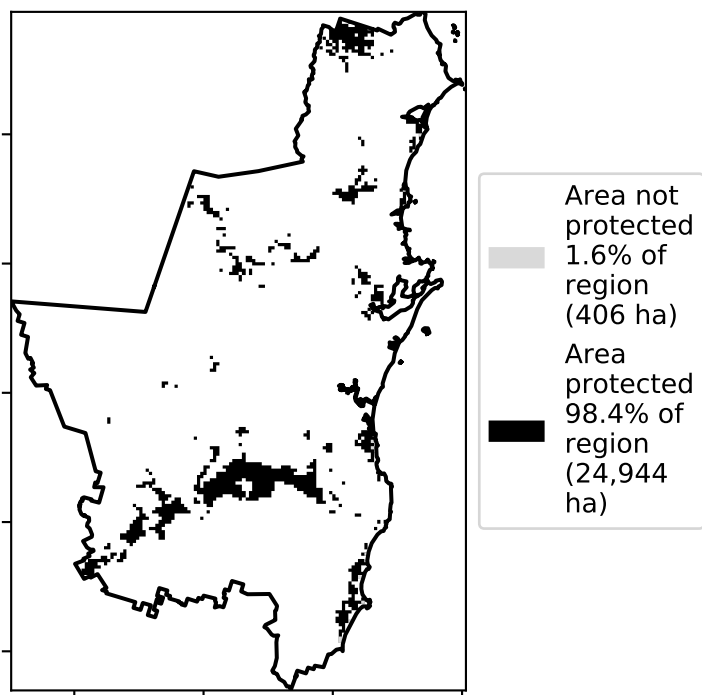 Area not
protected
1.6% of
region
(406 ha)
Area
protected
98.4% of
region
(24,944
ha)